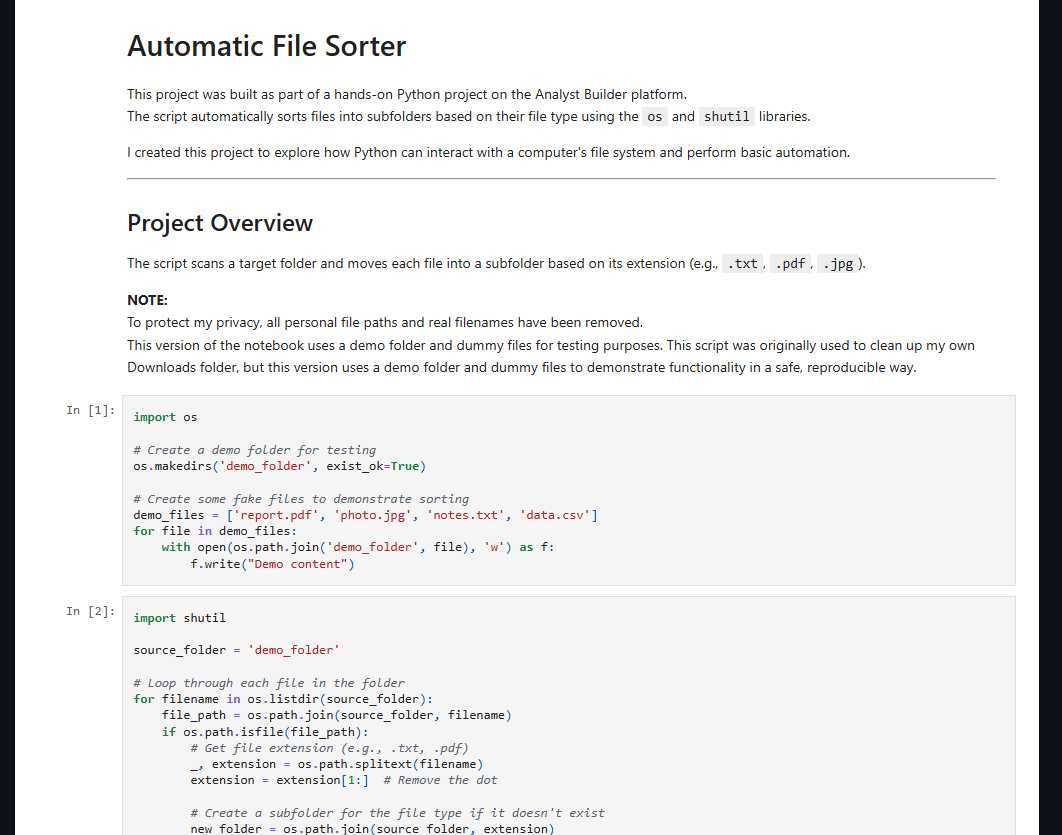 Automatic File Sorter
This project was built as part of a hands-on Python project on the Analyst Builder platform.
The script automatically sorts files into subfolders based on their file type using the os and shutil libraries.
I created this project to explore how Python can interact with a computer's file system and perform basic automation.
Project Overview
The script scans a target folder and moves each file into a subfolder based on its extension (e.g., .txt, .pdf, .jpg).
NOTE:
To protect my privacy, all personal file paths and real filenames have been removed.
This version of the notebook uses a demo folder and dummy files for testing purposes. This script was originally used to clean up my own
Downloads folder, but this version uses a demo folder and dummy files to demonstrate functionality in a safe, reproducible way.
In [1]:
import os
# Create a demo folder for testing
os.makedirs('demo_folder', exist_ok=True)
# Create some fake files to demonstrate sorting
demo_files = ['report.pdf', 'photo.jpg', 'notes.txt', 'data.csv']
for file in demo_files:
    with open(os.path.join('demo_folder', file), 'w') as f:
        f.write("Demo content")
In [2]:
import shutil
source_folder = 'demo_folder'
# Loop through each file in the folder
for filename in os.listdir(source_folder):
    file_path = os.path.join(source_folder, filename)
    if os.path.isfile(file_path):
        # Get file extension (e.g., .txt, .pdf)
        _, extension = os.path.splitext(filename)
        extension = extension[1:]  # Remove the dot
        # Create a subfolder for the file type if it doesn't exist
        new_folder = os.path.join(source_folder, extension)